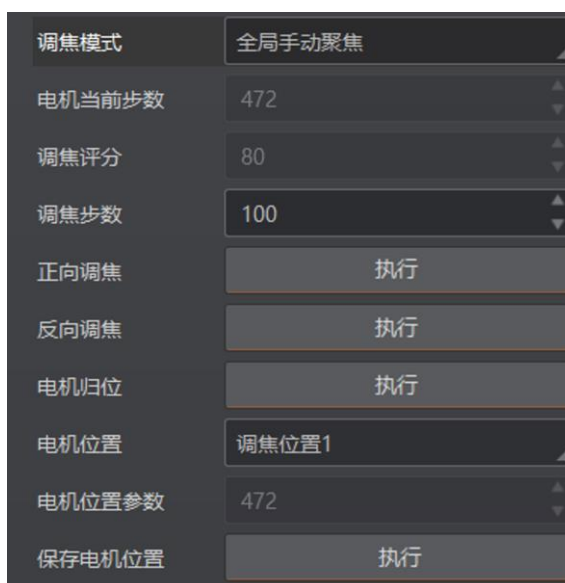 调焦模式 全局手动聚焦
电机当前步数 472
调焦评分 80
调焦步数 100
正向调焦 执行
反向调焦 执行
电机归位 执行
电机位置 调焦位置1
电机位置参数 472
保存电机位置 执行